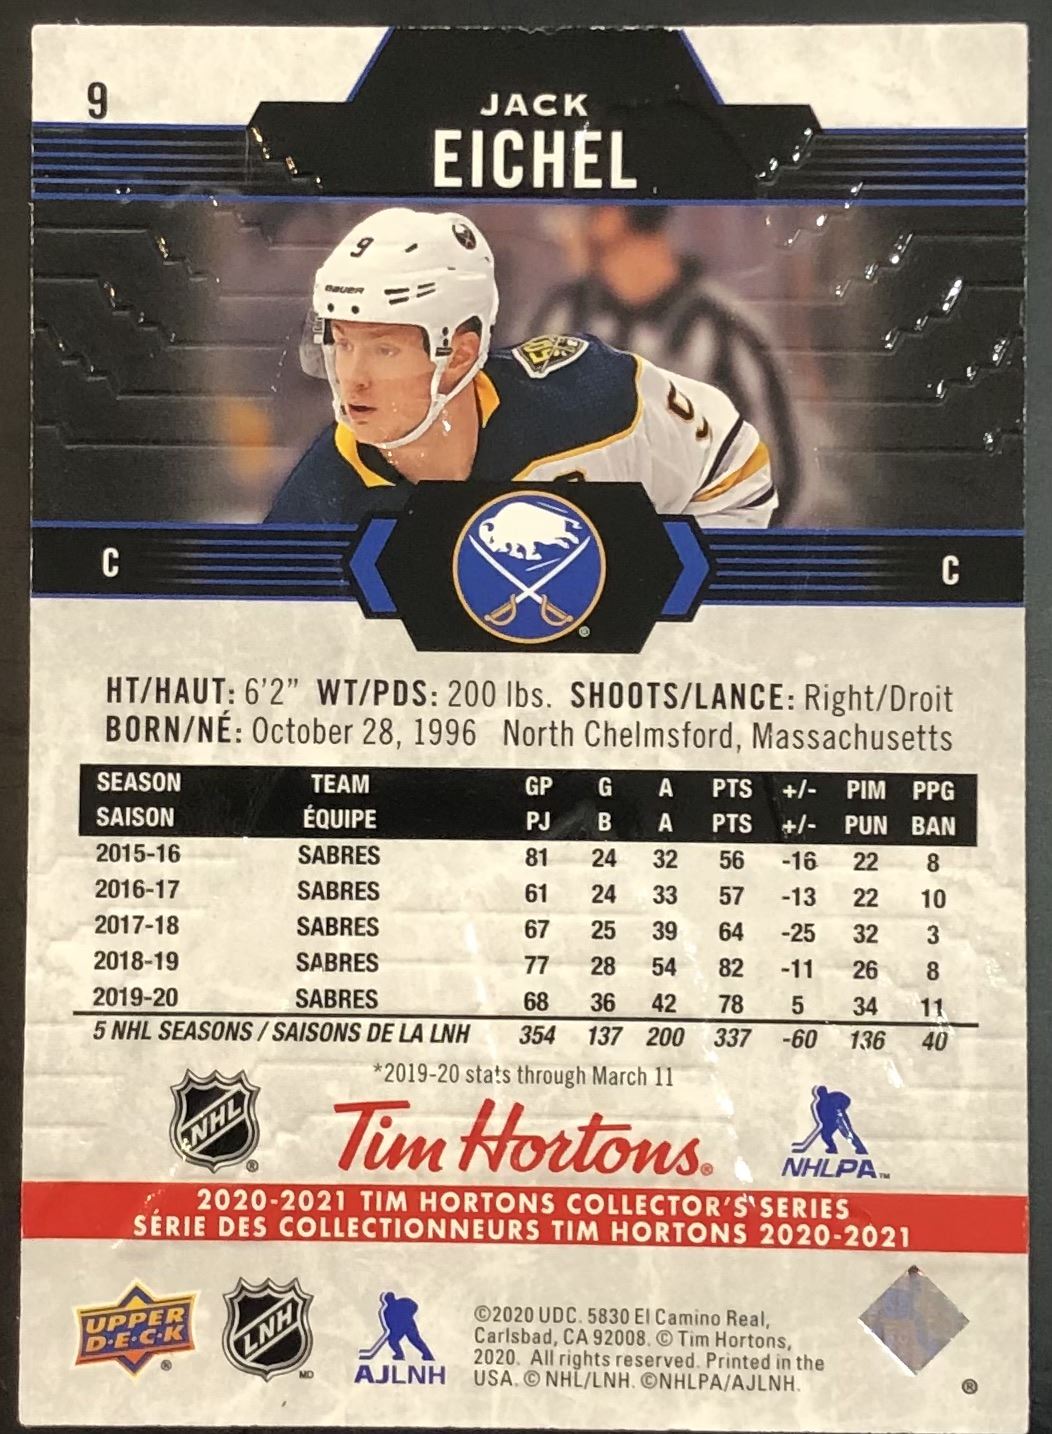 9
JACK
EICHEL
9
BAUER
9
C
C
®
HT/HAUT: 6'2" WT/PDS: 200 lbs. SHOOTS/LANCE: Right/Droit
BORN/NÉ: October 28, 1996 North Chelmsford, Massachusetts
SEASON TEAM GP G A PTS +/- PIM PPG
SAISON ÉQUIPE PJ B A PTS +/- PUN BAN
2015-16 SABRES 81 24 32 56 -16 22 8
2016-17 SABRES 61 24 33 57 -13 22 10
2017-18 SABRES 67 25 39 64 -25 32 3
2018-19 SABRES 77 28 54 82 -11 26 8
2019-20 SABRES 68 36 42 78 5 34 11
5 NHL SEASONS / SAISONS DE LA LNH 354 137 200 337 -60 136 40
*2019-20 stats through March 11
NHL ® Tim Hortons® NHLPA™
2020-2021 TIM HORTONS COLLECTOR'S SERIES
SÉRIE DES COLLECTIONNEURS TIM HORTONS 2020-2021
UPPER DECK ® LNH MD AJLNH
©2020 UDC. 5830 El Camino Real,
Carlsbad, CA 92008. © Tim Hortons,
2020. All rights reserved. Printed in the
USA. © NHL/LNH. ©NHLPA/AJLNH.
®